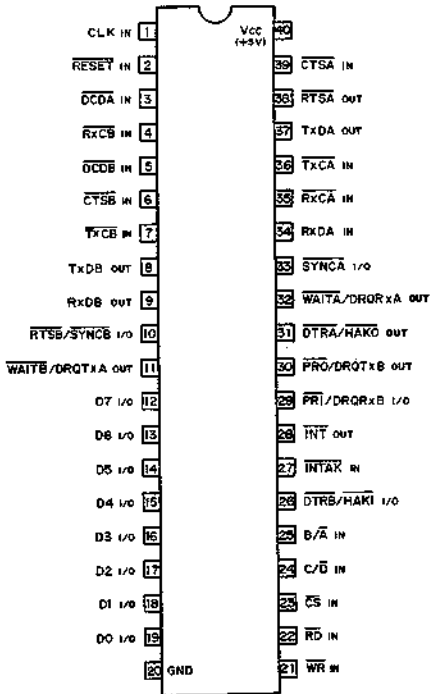 CLK IN 1
RESET IN 2
DCDA IN 3
RxCB IN 4
DCDB IN 5
CTSB IN 6
TxCB IN 7
TxDB OUT 8
RxDB OUT 9
RTSB/SYNCB I/O 10
WAITB/DRQTxA OUT 11
D7 I/O 12
D6 I/O 13
D5 I/O 14
D4 I/O 15
D3 I/O 16
D2 I/O 17
D1 I/O 18
D0 I/O 19
20 GND
Vcc 40
(+5V)
39 CTSA IN
38 RTSA OUT
37 TxDA OUT
36 TxCA IN
35 RxCA IN
34 RxDA IN
33 SYNCA I/O
32 WAITA/DRQRxA OUT
31 DTRA/HAKO OUT
30 PRO/DRQTxB OUT
29 PRI/DRQRxB I/O
28 INT OUT
27 INTAK IN
26 DTRB/HAKI I/O
25 B/A IN
24 C/D IN
23 CS IN
22 RD IN
21 WR IN